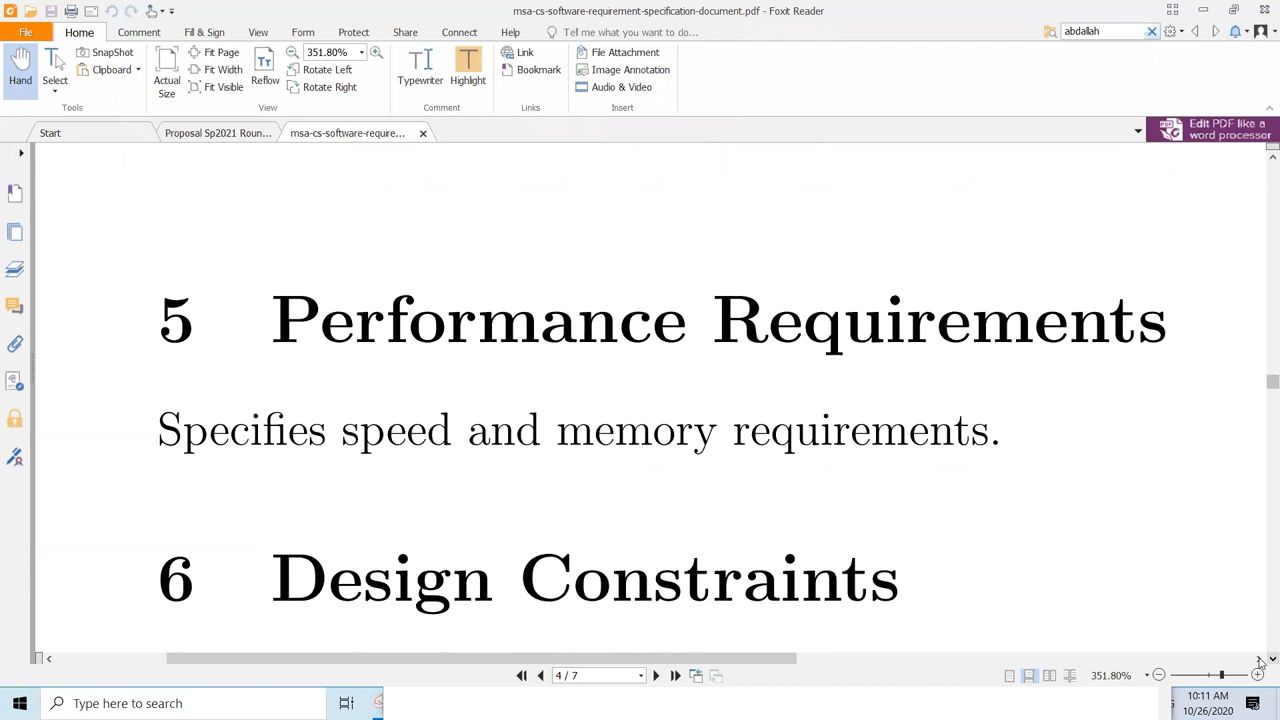 msa-cs-software-requirement-specification-document.pdf - Foxit Reader
File Home Comment Fill & Sign View Form Protect Share Connect Help Tell me what you want to do... abdallah
Hand
Select
SnapShot
Clipboard
Tools
Actual
Size
Fit Page
Fit Width
Fit Visible
Reflow
351.80%
Rotate Left
Rotate Right
View
Typewriter
Highlight
Comment
Link
Bookmark
Links
File Attachment
Image Annotation
Audio & Video
Insert
Start
Proposal Sp2021 Roun...
msa-cs-software-require...
Edit PDF like a
word processor
5 Performance Requirements
Specifies speed and memory requirements.
6 Design Constraints
4 / 7
351.80%
Type here to search
10:11 AM
10/26/2020